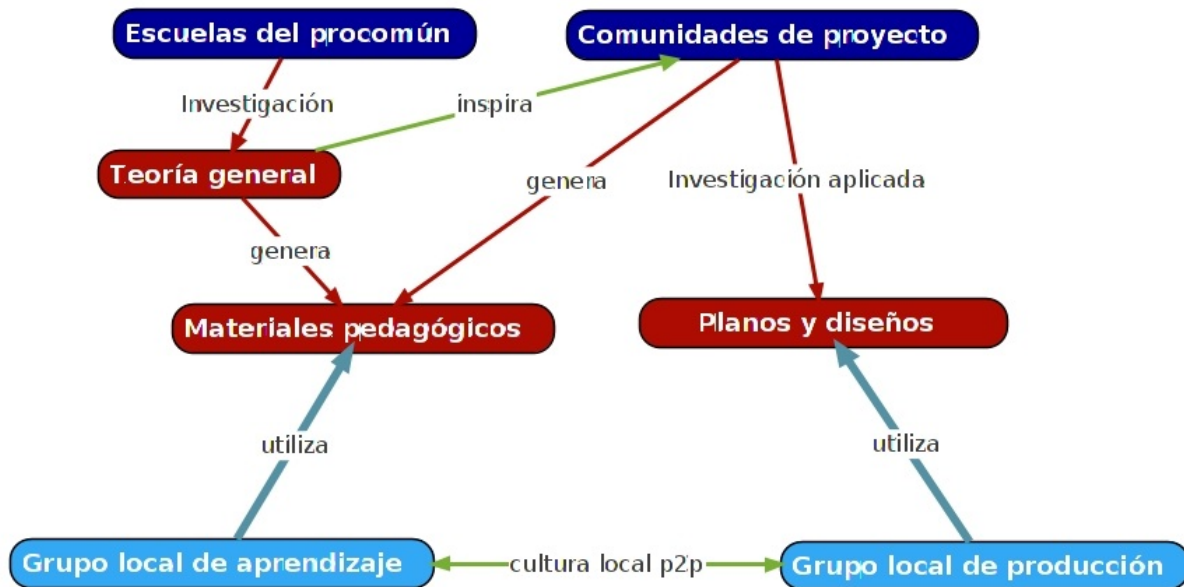 Escuelas del procomún
Comunidades de proyecto
Investigación
inspira
Teoría general
genera
Investigación aplicada
genera
Materiales pedagógicos
Planos y diseños
utiliza
utiliza
Grupo local de aprendizaje
cultura local p2p
Grupo local de producción